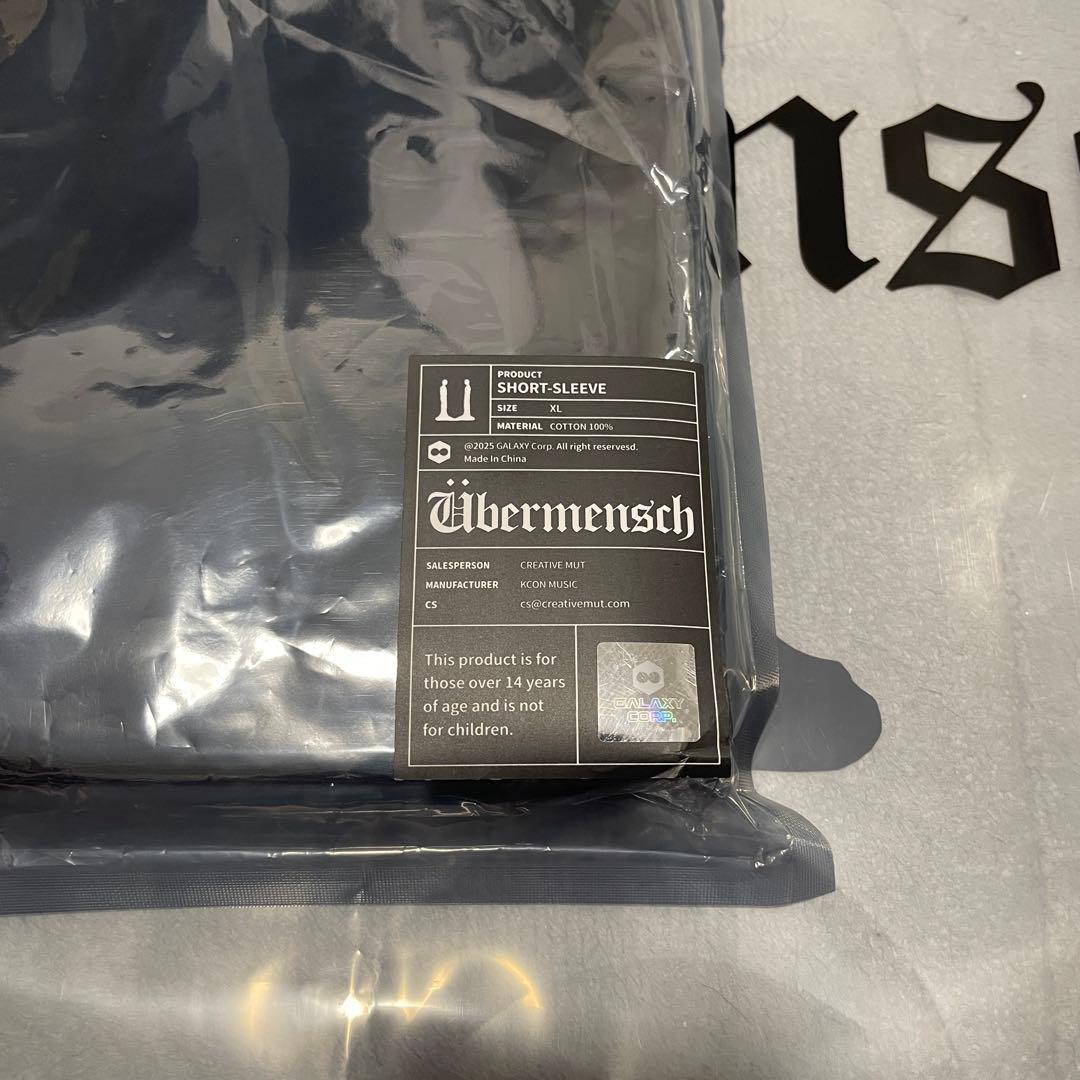 ns
PRODUCT
SHORT-SLEEVE
SIZE XL
MATERIAL COTTON 100%
@2025 GALAXY Corp. All right reservesd.
Made In China
Übermensch
SALESPERSON CREATIVE MUT
MANUFACTURER KCON MUSIC
CS cs@creativemut.com
This product is for
those over 14 years
of age and is not
for children.
GALAXY
CORP.